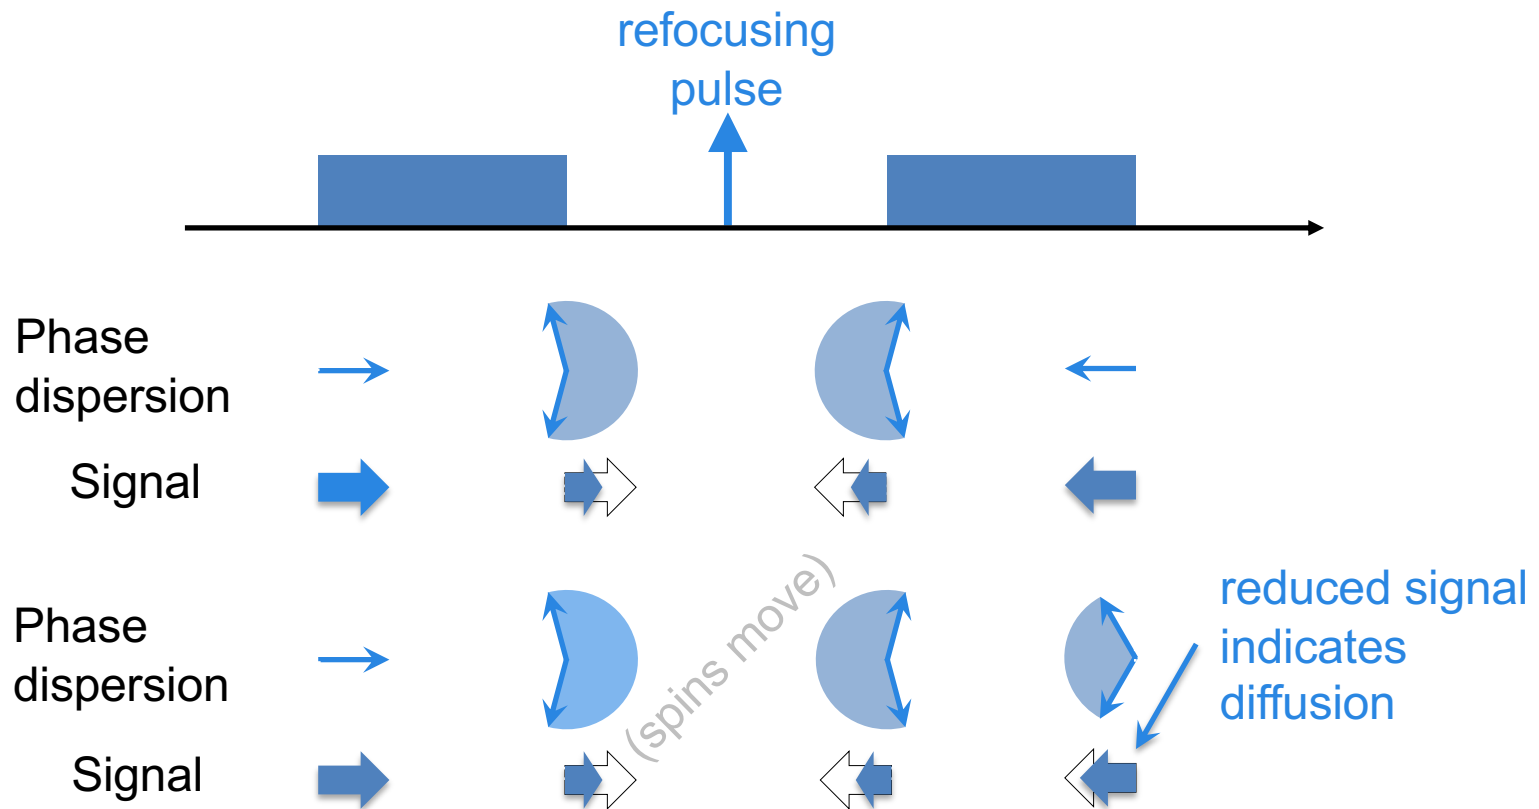 refocusing
pulse
Phase
dispersion
Signal
Phase
dispersion
Signal
(spins move)
reduced signal
indicates
diffusion